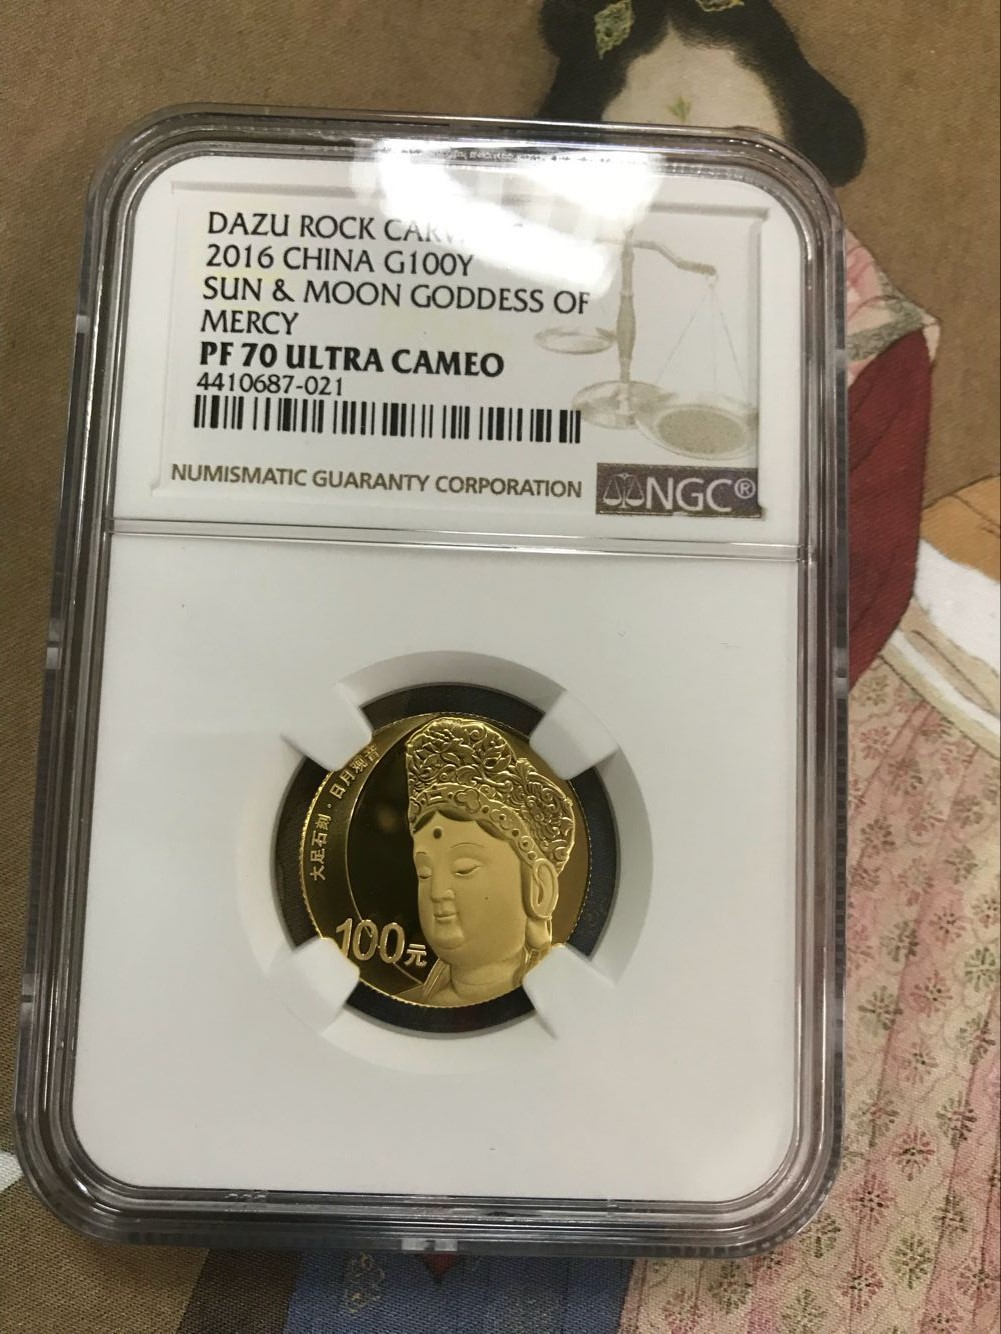 DAZU ROCK
2016 CHINA G100Y
SUN & MOON GODDESS OF
MERCY
PF 70 ULTRA CAMEO
4410687-021
NUMISMATIC GUARANTY CORPORATION
NGC®
大足石刻·日月观音
100元